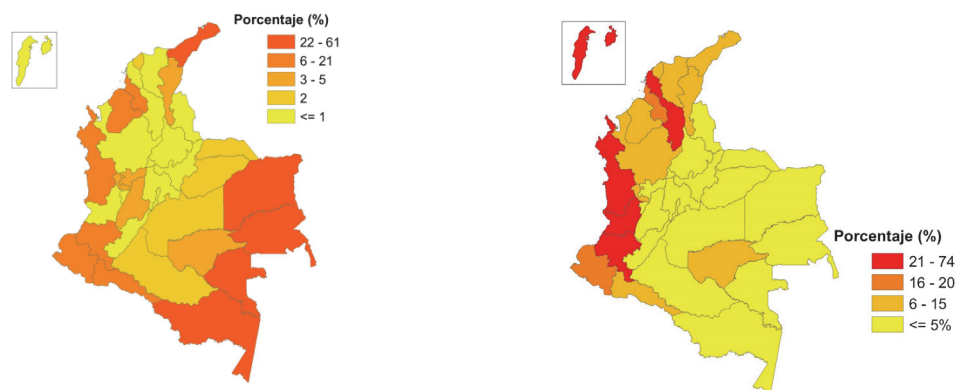 Porcentaje (%)
22 - 61
6 - 21
3 - 5
2
<= 1
Porcentaje (%)
21 - 74
16 - 20
6 - 15
<= 5%